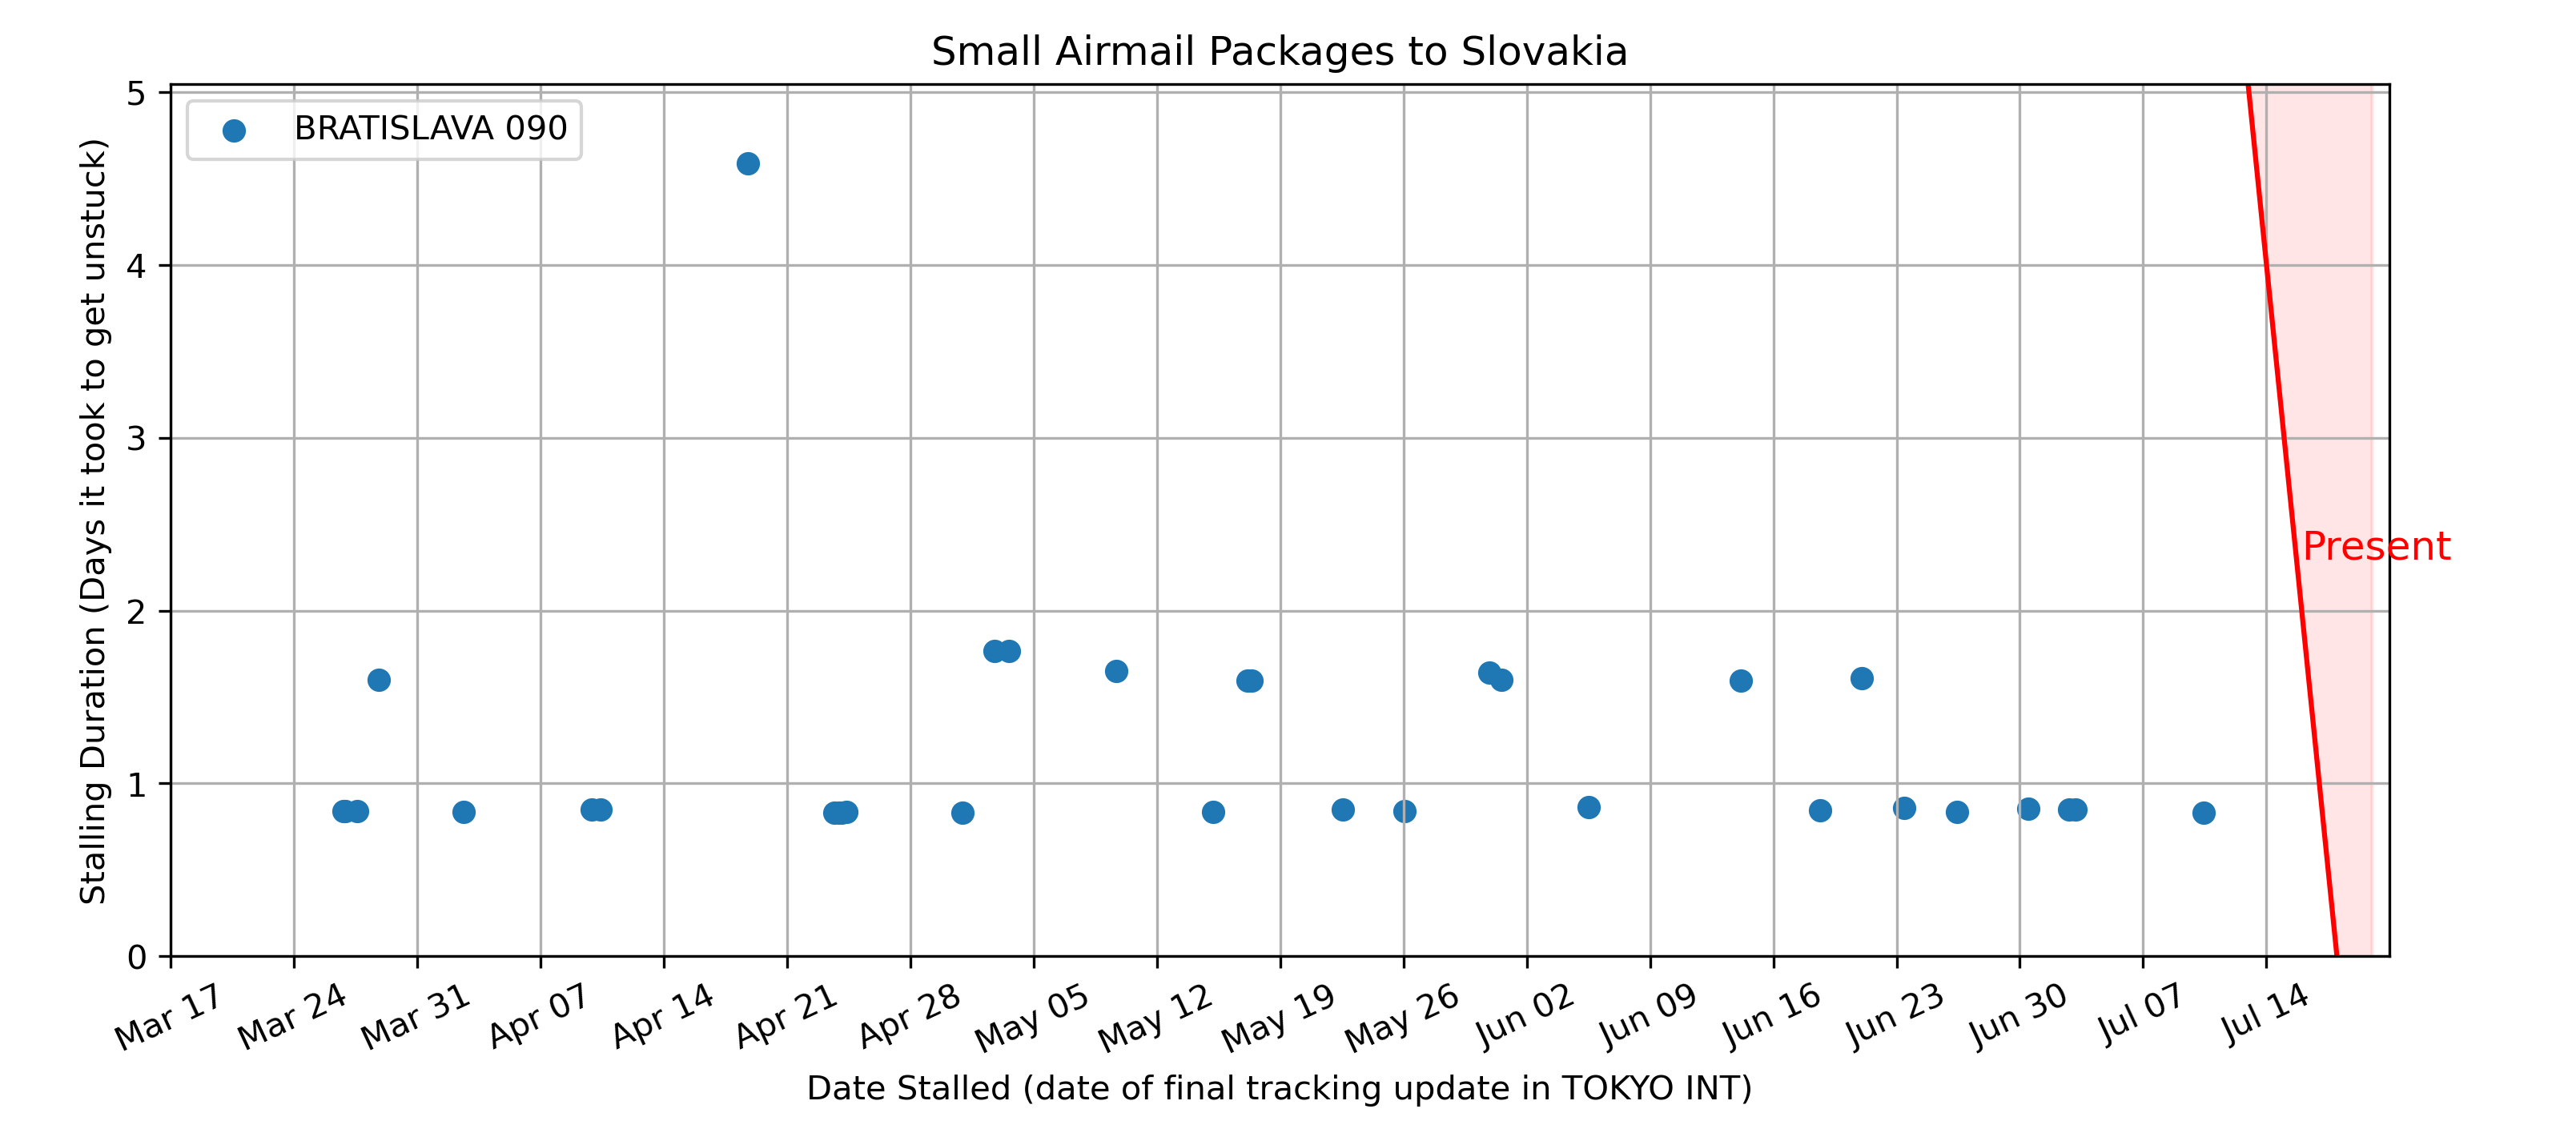 Small Airmail Packages to Slovakia
BRATISLAVA 090
Stalling Duration (Days it took to get unstuck)
5
4
3
2
1
0
Present
Mar 17
Mar 24
Mar 31
Apr 07
Apr 14
Apr 21
Apr 28
May 05
May 12
May 19
May 26
Jun 02
Jun 09
Jun 16
Jun 23
Jun 30
Jul 07
Jul 14
Date Stalled (date of final tracking update in TOKYO INT)